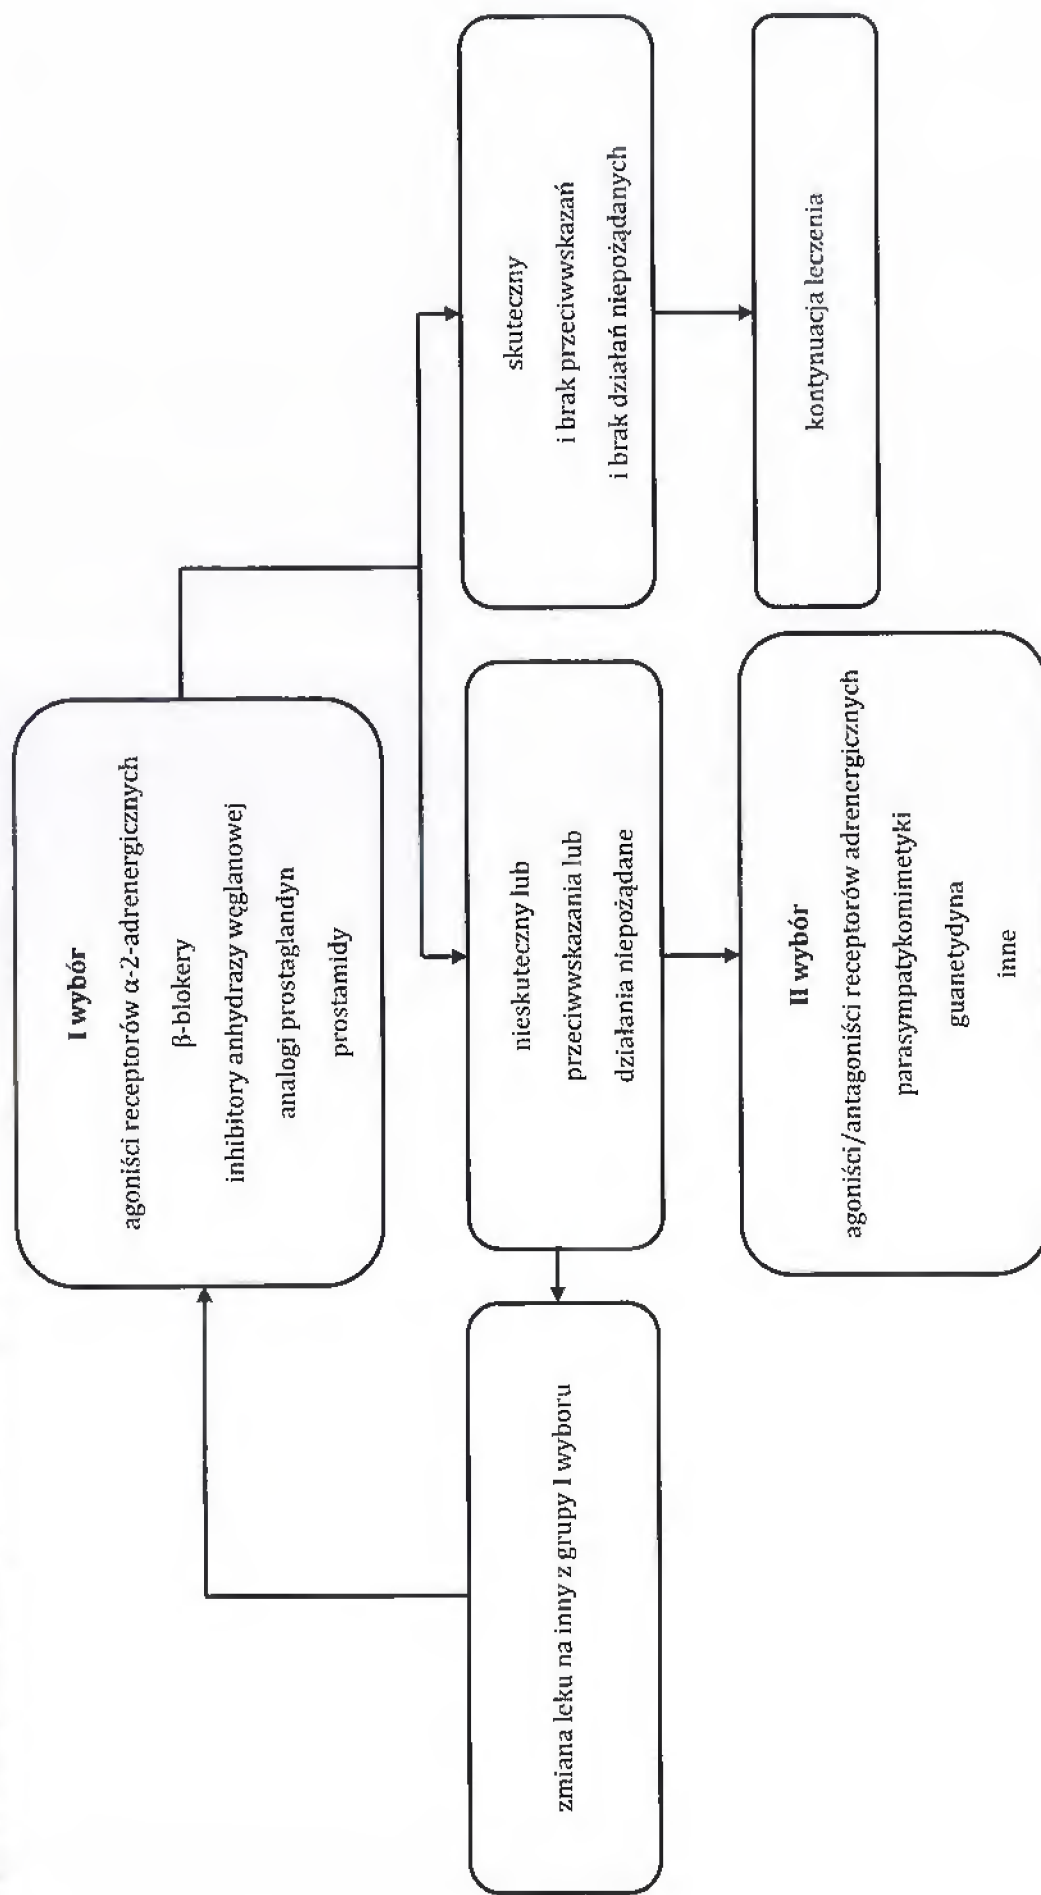 I wybór
agoniści receptorów α-2-adrenergicznych
β-blokery
inhibitory anhydrazy węglanowej
analogi prostaglandyn
prostamidy
zmiana leku na inny z grupy I wyboru
nieskuteczny lub
przeciwwskazania lub
działania niepożądane
skuteczny
i brak przeciwwskazań
i brak działań niepożądanych
II wybór
agoniści/antagoniści receptorów adrenergicznych
parasympatykomimetyki
guanetydyna
inne
kontynuacja leczenia